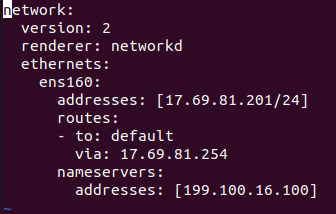 network:
  version: 2
  renderer: networkd
  ethernets:
    ens160:
      addresses: [17.69.81.201/24]
      routes:
      - to: default
        via: 17.69.81.254
      nameservers:
        addresses: [199.100.16.100]
~